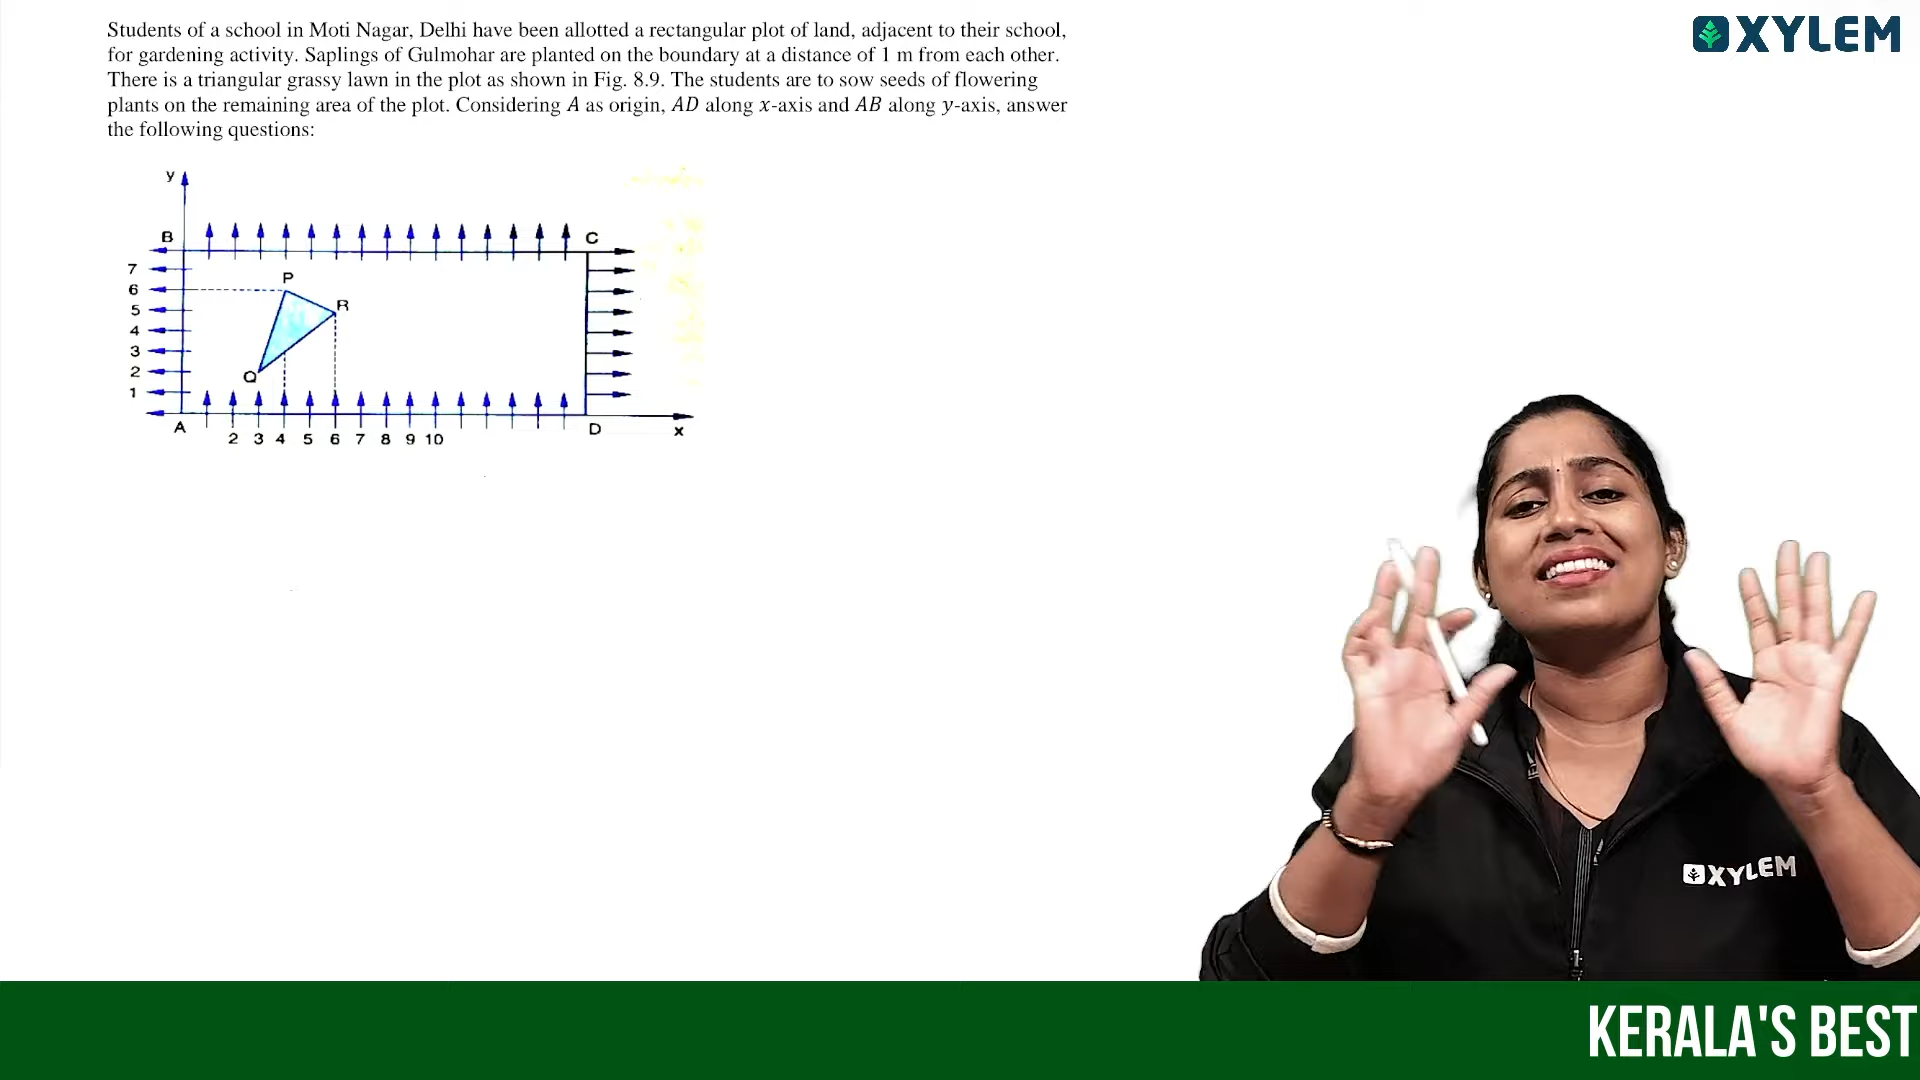 Students of a school in Moti Nagar, Delhi have been allotted a rectangular plot of land, adjacent to their school,
for gardening activity. Saplings of Gulmohar are planted on the boundary at a distance of 1 m from each other.
There is a triangular grassy lawn in the plot as shown in Fig. 8.9. The students are to sow seeds of flowering
plants on the remaining area of the plot. Considering A as origin, AD along x-axis and AB along y-axis, answer
the following questions:
XYLEM
y
B
C
7
P
6
R
5
4
3
2
Q
1
A
D
x
2 3 4 5 6 7 8 9 10
XYLEM
KERALA'S BEST